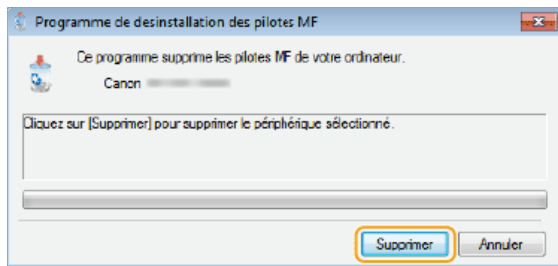 Programme de desinstallation des pilotes MF
Ce programme supprime les pilotes MF de votre ordinateur.
Canon
Cliquez sur [Supprimer] pour supprimer le périphérique sélectionné.
Supprimer
Annuler